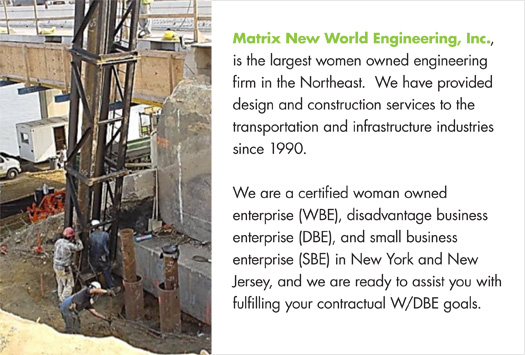 Matrix New World Engineering, Inc.,
is the largest women owned engineering
firm in the Northeast.  We have provided
design and construction services to the
transportation and infrastructure industries
since 1990.

We are a certified woman owned
enterprise (WBE), disadvantage business
enterprise (DBE), and small business
enterprise (SBE) in New York and New
Jersey, and we are ready to assist you with
fulfilling your contractual W/DBE goals.